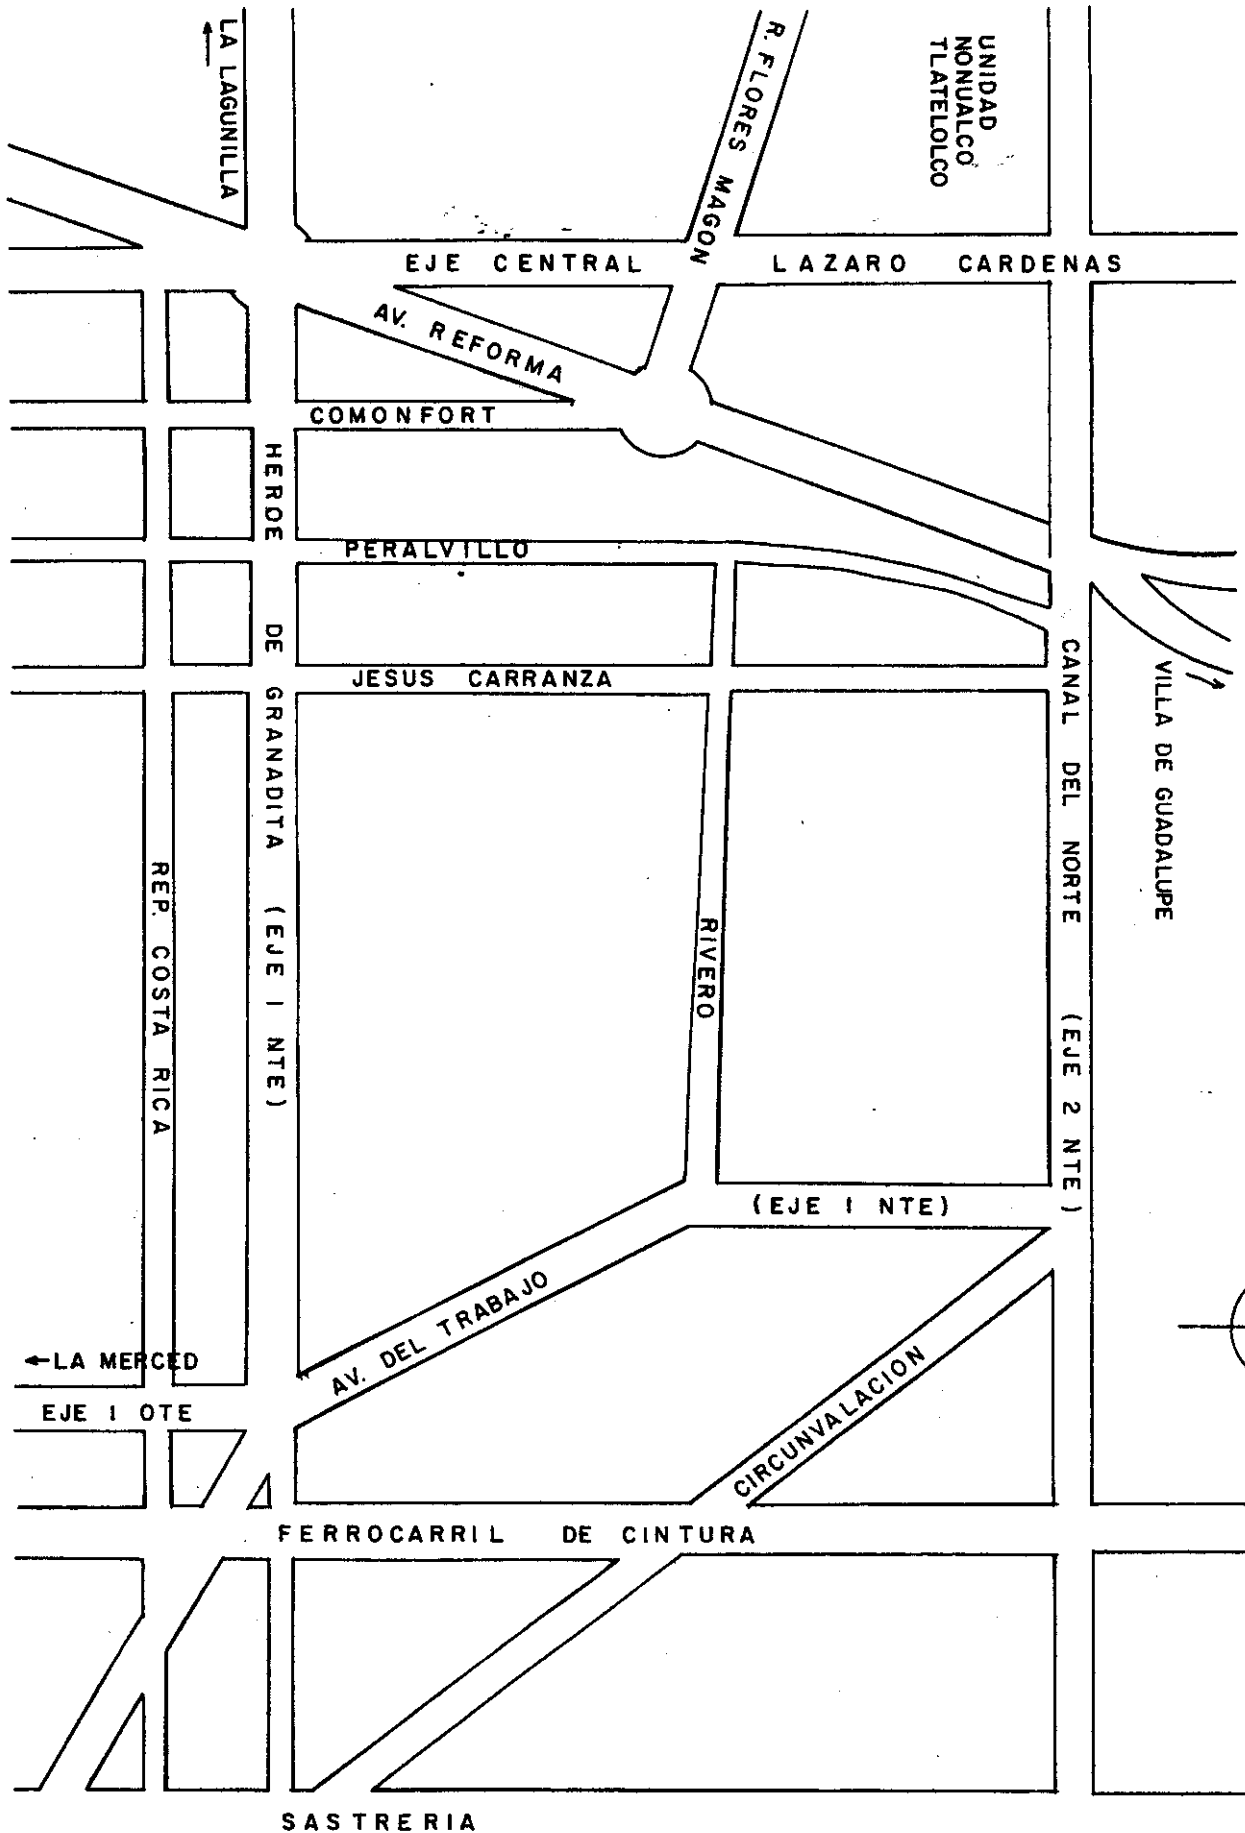 LA LAGUNILLA
R. FLORES MAGON
UNIDAD
NONUALCO
TLATELOLCO
EJE CENTRAL LAZARO CARDENAS
AV. REFORMA
COMONFORT
HEROE DE GRANADITA (EJE 1 NTE)
PERALVILLO
JESUS CARRANZA
CANAL DEL NORTE (EJE 2 NTE)
VILLA DE GUADALUPE
REP. COSTA RICA
RIVERO
(EJE 1 NTE)
AV. DEL TRABAJO
LA MERCED
EJE 1 OTE
CIRCUNVALACION
FERROCARRIL DE CINTURA
SASTRERIA